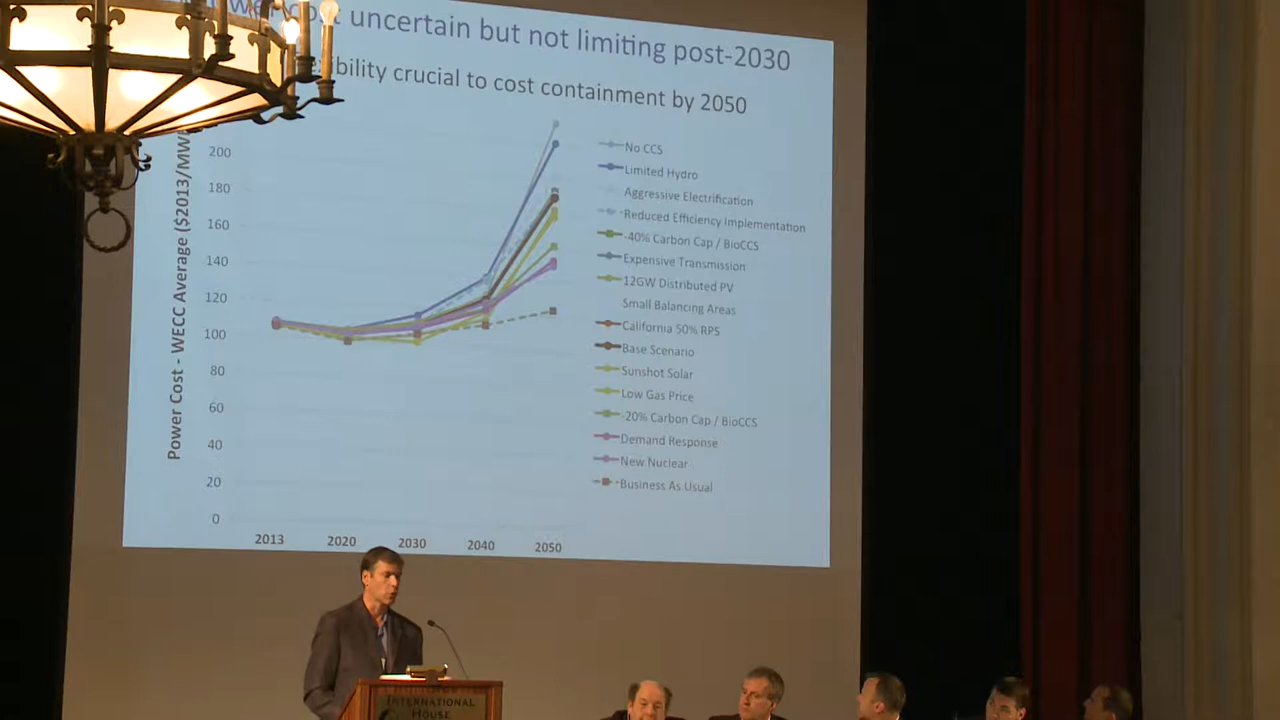 uncertain but not limiting post-2030
crucial to cost containment by 2050
Power Cost - WECC Average ($2013/MW
200
180
160
140
120
100
80
60
40
20
0
2013 2020 2030 2040 2050
No CCS
Limited Hydro
Aggressive Electrification
Reduced Efficiency Implementation
-40% Carbon Cap / BioCCS
Expensive Transmission
12GW Distributed PV
Small Balancing Areas
California 50% RPS
Base Scenario
Sunshot Solar
Low Gas Price
-20% Carbon Cap / BioCCS
Demand Response
New Nuclear
Business As Usual
INTERNATIONAL
HOUSE